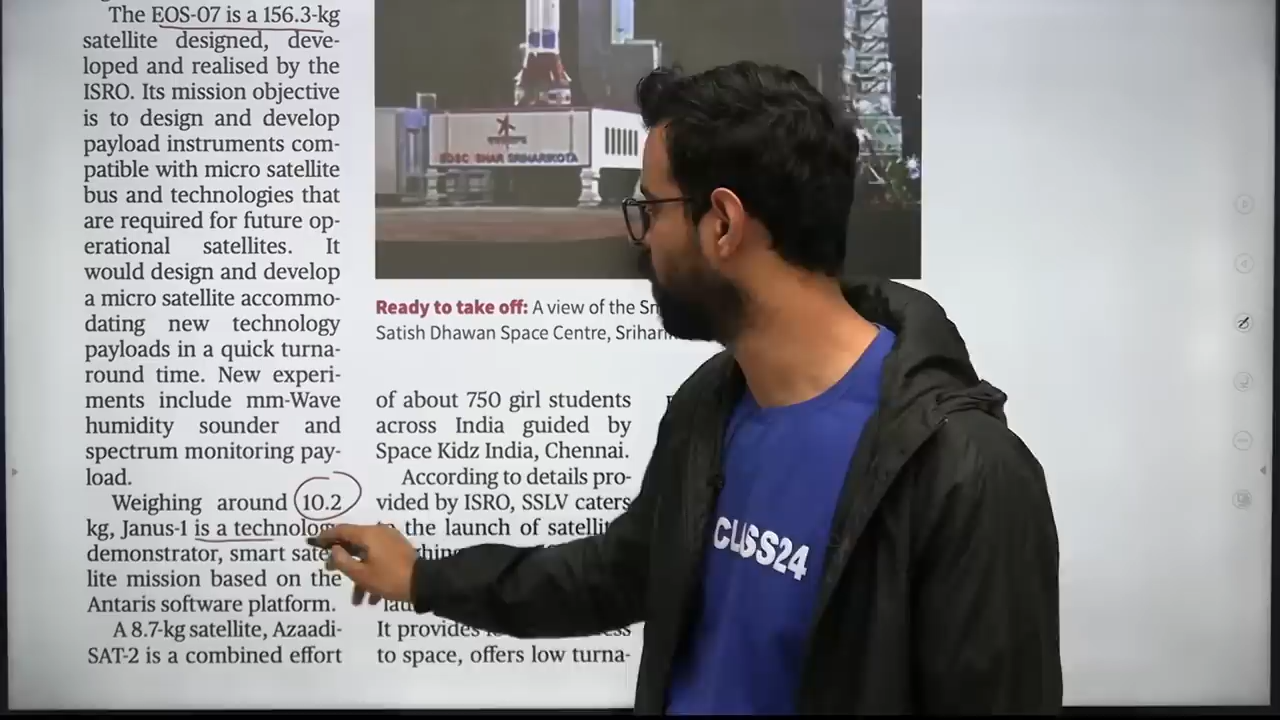 The EOS-07 is a 156.3-kg
satellite designed, deve-
loped and realised by the
ISRO. Its mission objective
is to design and develop
payload instruments com-
patible with micro satellite
bus and technologies that
are required for future op-
erational satellites. It
would design and develop
a micro satellite accommo-
dating new technology
payloads in a quick turna-
round time. New experi-
ments include mm-Wave
humidity sounder and
spectrum monitoring pay-
load.
Weighing around 10.2
kg, Janus-1 is a technolog
demonstrator, smart sate
lite mission based on the
Antaris software platform.
A 8.7-kg satellite, Azaadi-
SAT-2 is a combined effort
SDSC SHAR SRIHARIKOTA
Ready to take off: A view of the
Satish Dhawan Space Centre,
of about 750 girl students
across India guided by
Space Kidz India, Chennai.
According to details pro-
vided by ISRO, SSLV caters
the launch of
It provides
to space, offers low turna-
CLASS24